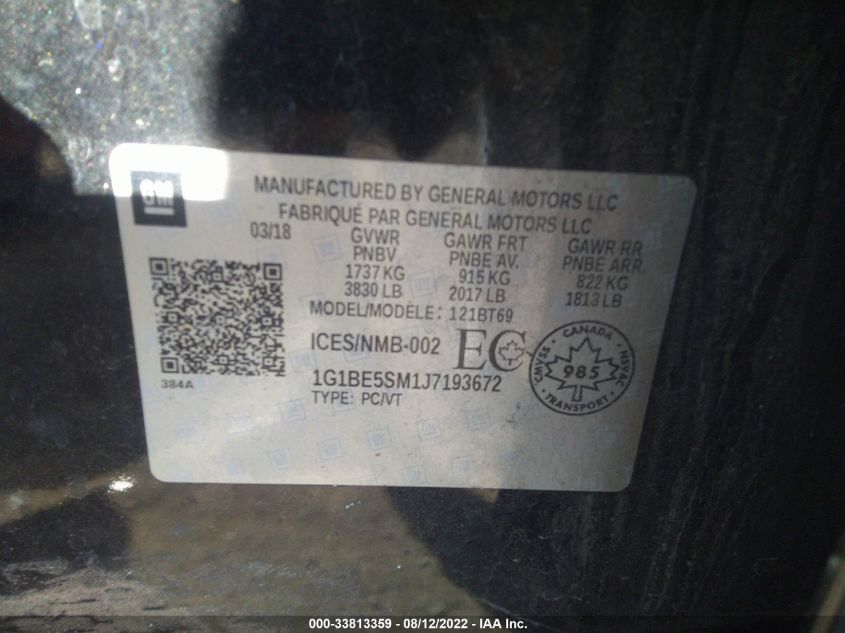 GM
MANUFACTURED BY GENERAL MOTORS LLC
FABRIQUÉ PAR GENERAL MOTORS LLC
03/18 GVWR GAWR FRT GAWR RR
PNBV PNBE AV. PNBE ARR.
1737 KG 915 KG 822 KG
3830 LB 2017 LB 1813 LB
MODEL/MODÈLE: 121BT69
ICES/NMB-002 EC
384A
1G1BE5SM1J7193672
TYPE: PC/VT
CANADA
CMVSS 985 NSVAC
TRANSPORT
000-33813359 - 08/12/2022 - IAA Inc.